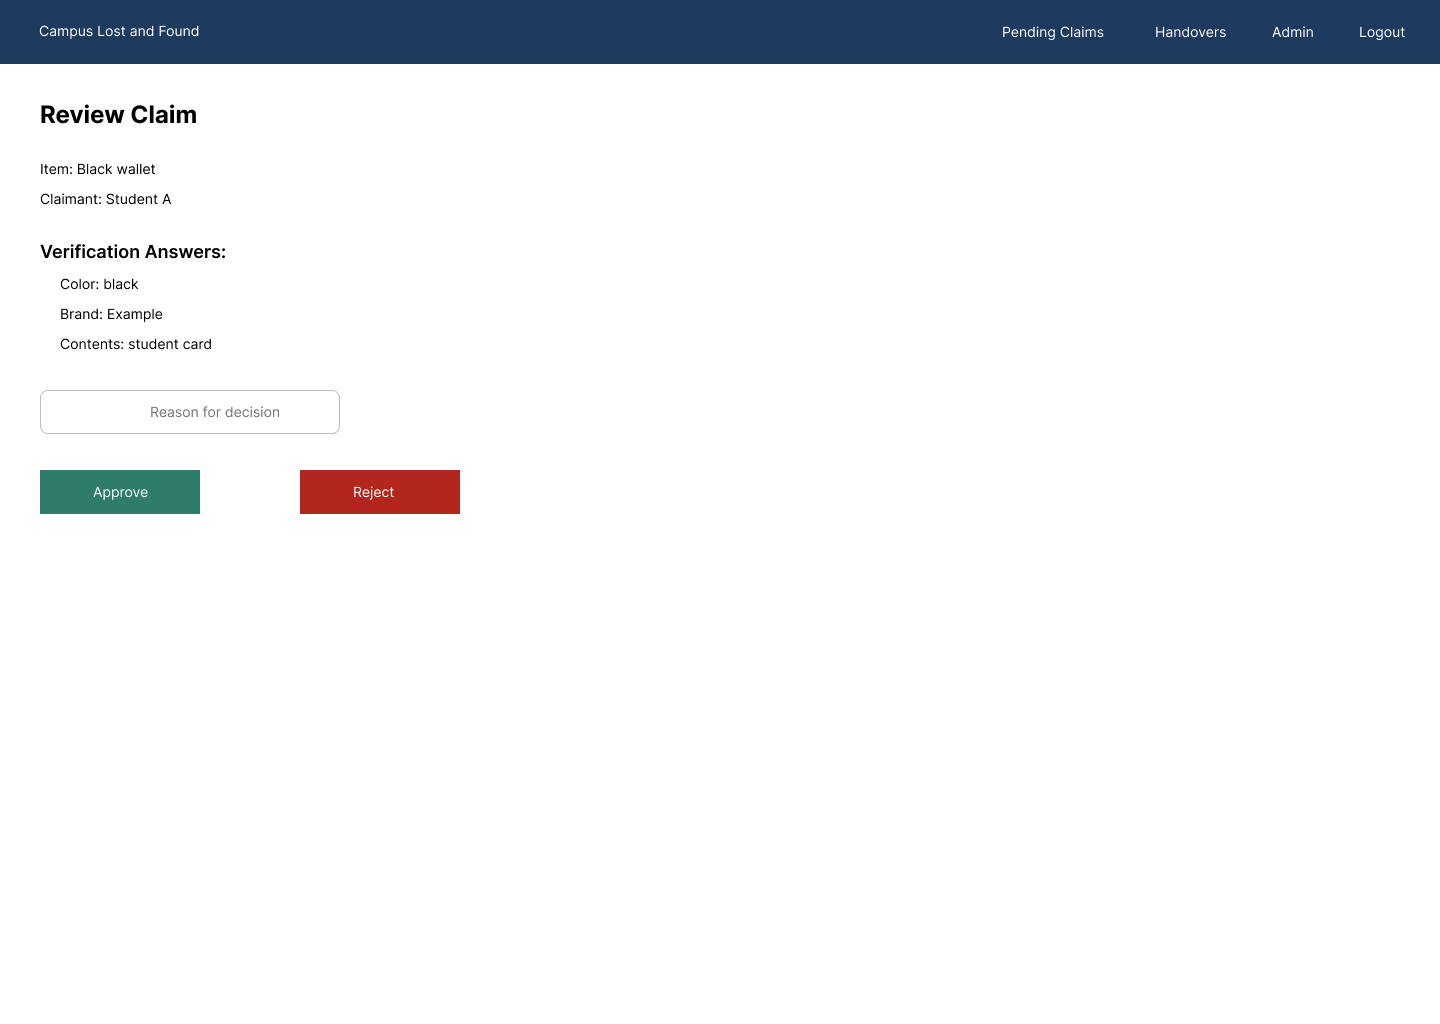 Campus Lost and Found
Pending Claims Handovers Admin Logout
Review Claim
Item: Black wallet
Claimant: Student A
Verification Answers:
Color: black
Brand: Example
Contents: student card
Reason for decision
Approve Reject